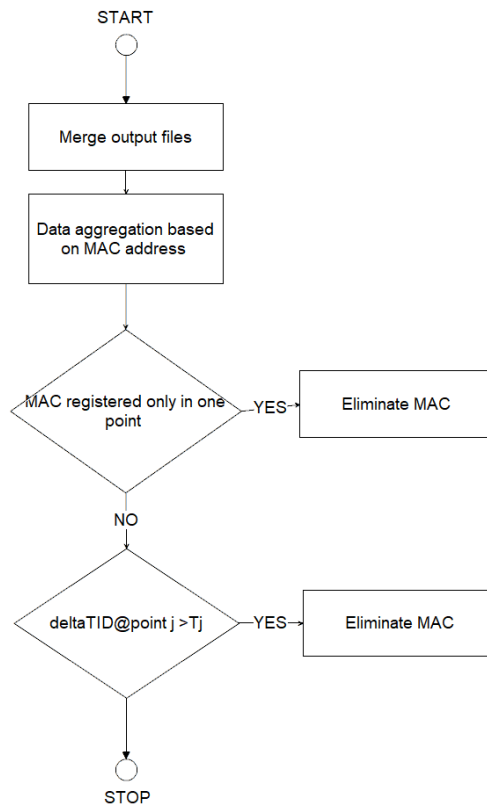 START
Merge output files
Data aggregation based
on MAC address
MAC registered only in one
point
YES
Eliminate MAC
NO
deltaTID@point j >Tj
YES
Eliminate MAC
STOP